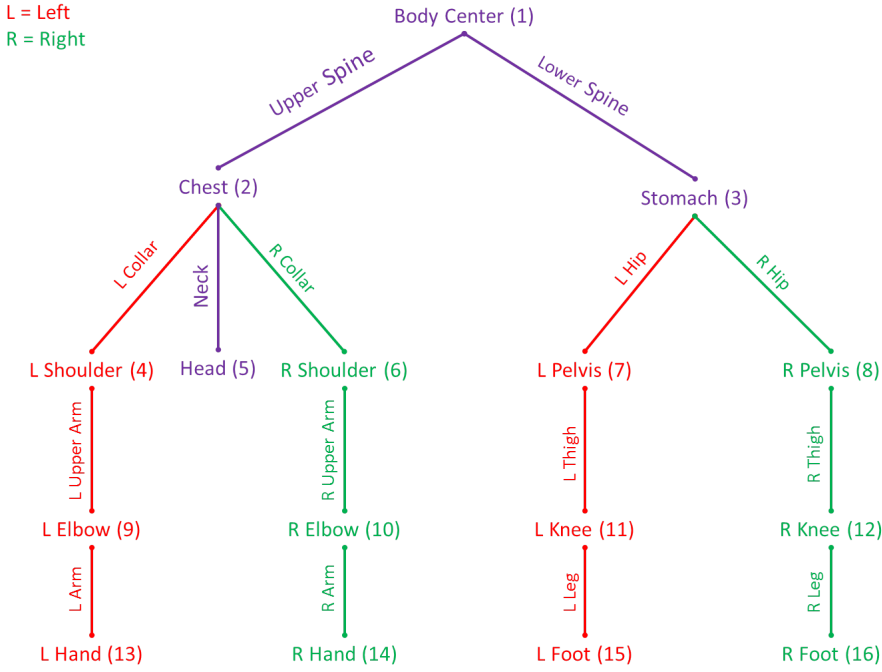 L = Left
R = Right
Body Center (1)
Upper Spine
Lower Spine
Chest (2)
Stomach (3)
L Collar
Neck
R Collar
L Hip
R Hip
L Shoulder (4)
Head (5)
R Shoulder (6)
L Pelvis (7)
R Pelvis (8)
L Upper Arm
R Upper Arm
L Thigh
R Thigh
L Elbow (9)
R Elbow (10)
L Knee (11)
R Knee (12)
L Arm
R Arm
L Leg
R Leg
L Hand (13)
R Hand (14)
L Foot (15)
R Foot (16)